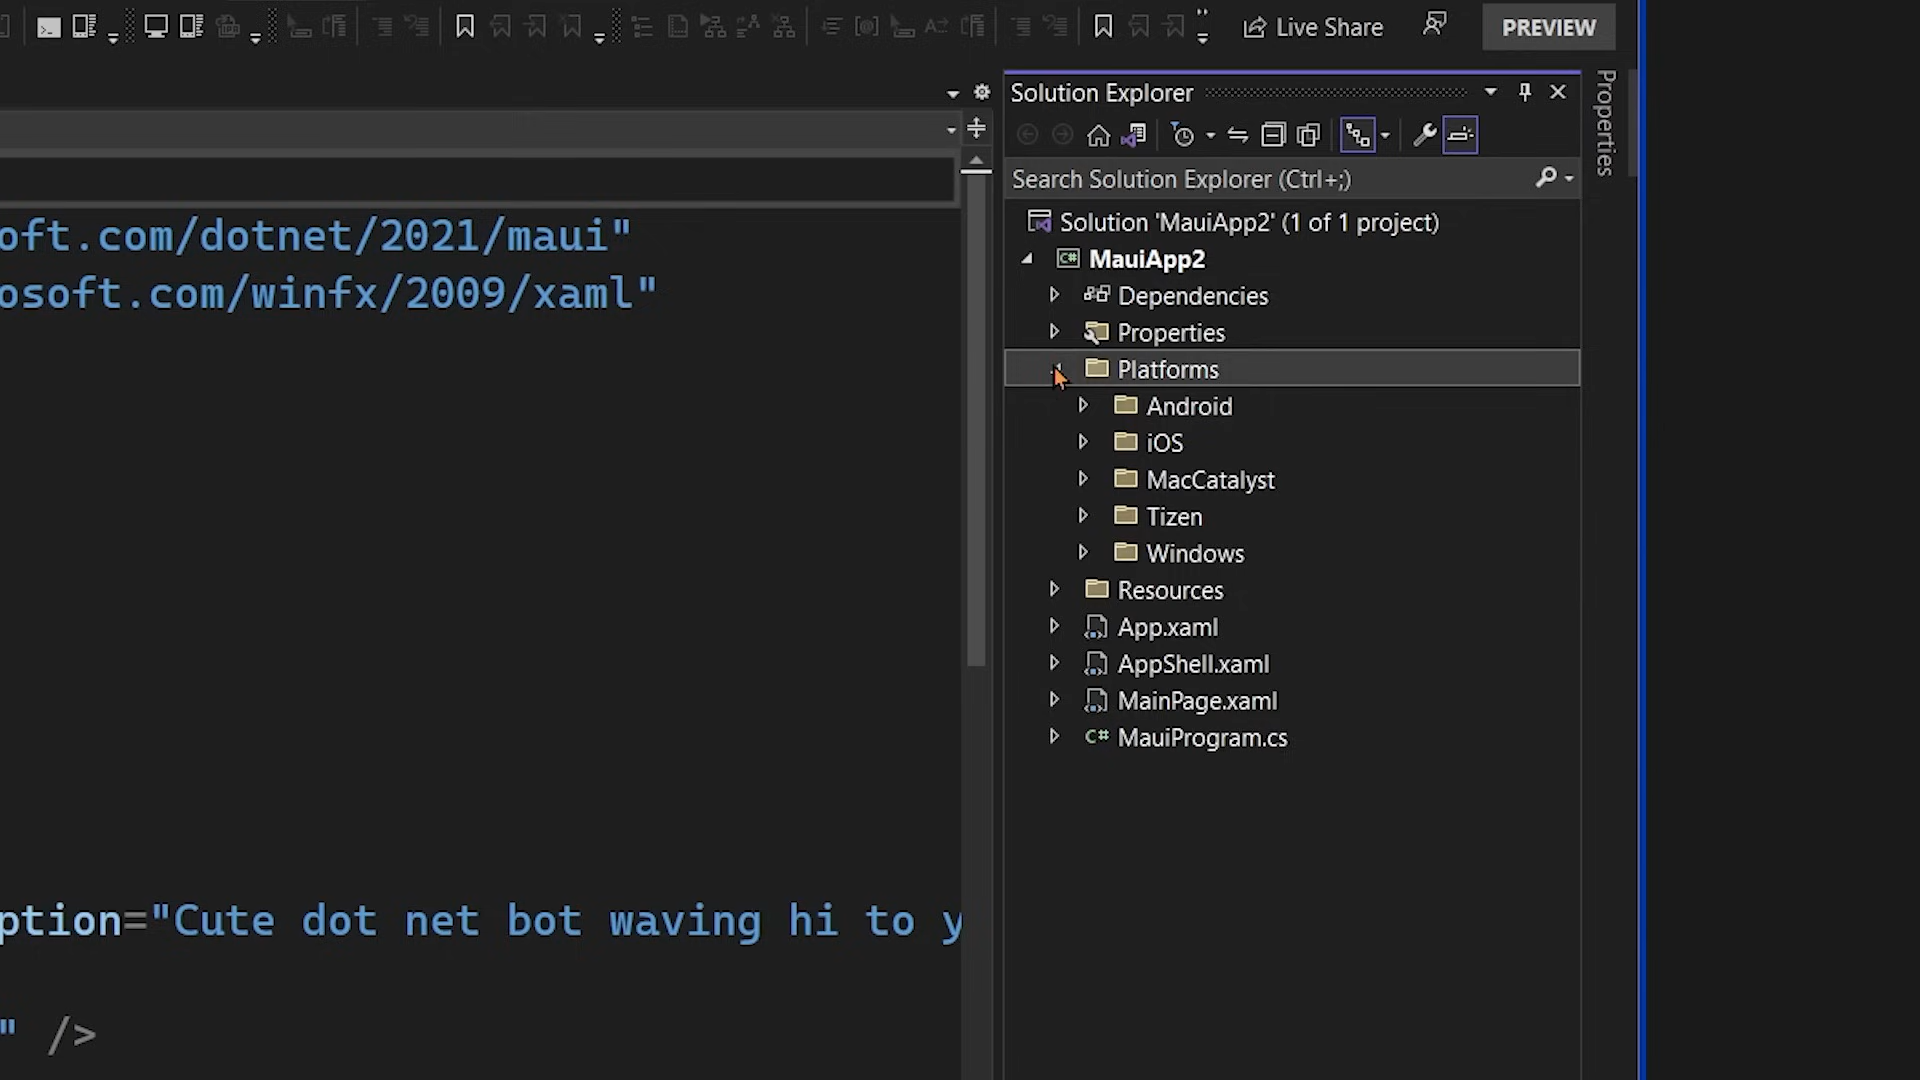 Live Share
PREVIEW
Solution Explorer
Properties
Search Solution Explorer (Ctrl+;)
oft.com/dotnet/2021/maui"
osoft.com/winfx/2009/xaml"
Solution 'MauiApp2' (1 of 1 project)
C# MauiApp2
Dependencies
Properties
Platforms
Android
iOS
MacCatalyst
Tizen
Windows
Resources
App.xaml
AppShell.xaml
MainPage.xaml
C# MauiProgram.cs
ption="Cute dot net bot waving hi to y
" />